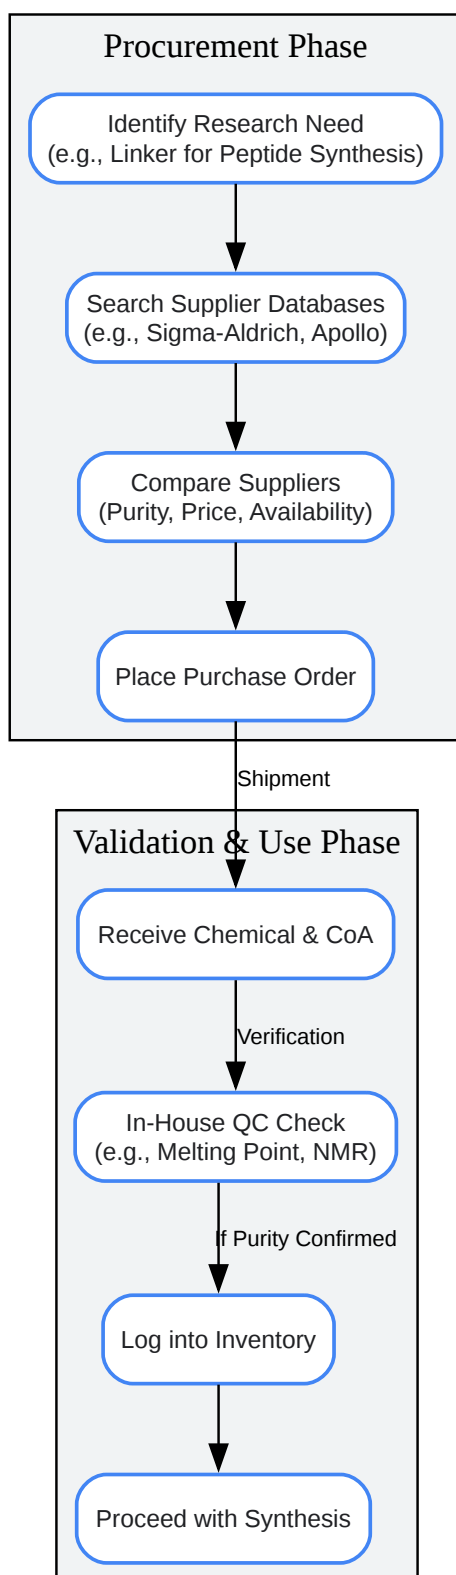 Procurement Phase
Identify Research Need
(e.g., Linker for Peptide Synthesis)
Search Supplier Databases
(e.g., Sigma-Aldrich, Apollo)
Compare Suppliers
(Purity, Price, Availability)
Place Purchase Order
Shipment
Validation & Use Phase
Receive Chemical & CoA
Verification
In-House QC Check
(e.g., Melting Point, NMR)
If Purity Confirmed
Log into Inventory
Proceed with Synthesis